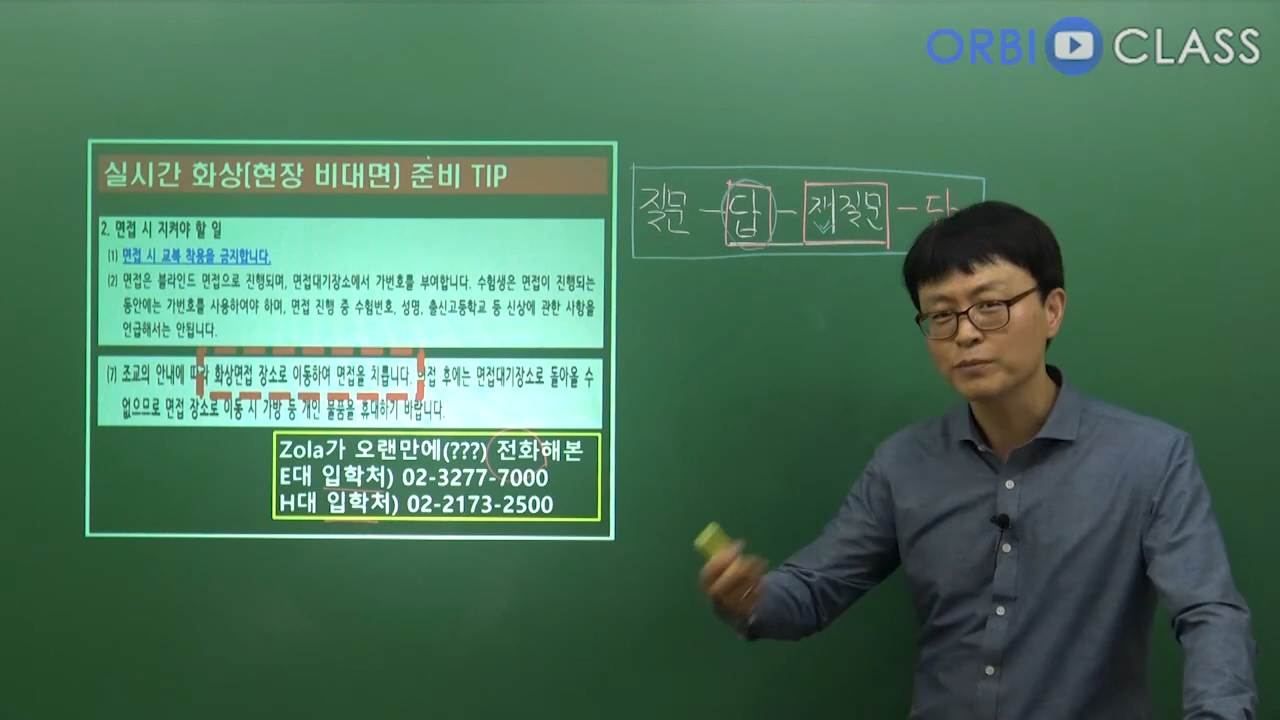 ORBI CLASS
실시간 화상(현장 비대면) 준비 TIP
2. 면접 시 지켜야 할 일
(1) 면접 시 교복 착용을 금지합니다.
(2) 면접은 블라인드 면접으로 진행되며, 면접대기장소에서 가번호를 부여합니다. 수험생은 면접이 진행되는
동안에는 가번호를 사용하여야 하며, 면접 진행 중 수험번호, 성명, 출신고등학교 등 신상에 관한 사항을
언급해서는 안됩니다.
(7) 조교의 안내에 따라 화상면접 장소로 이동하여 면접을 치릅니다. 면접 후에는 면접대기장소로 돌아올 수
없으므로 면접 장소로 이동 시 가방 등 개인 물품을 휴대하기 바랍니다.
Zola가 오랜만에(???) 전화해본
E대 입학처) 02-3277-7000
H대 입학처) 02-2173-2500
질문 - 답 - 재질문 - 답